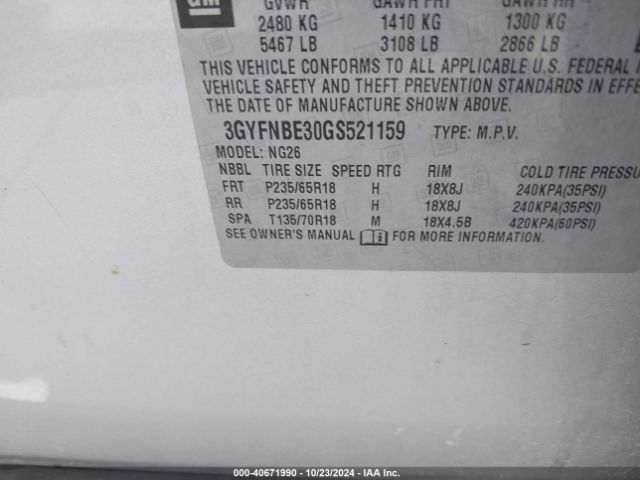 GM GVWR GAWR FRT GAWR RR
2480 KG 1410 KG 1300 KG
5467 LB 3108 LB 2866 LB
THIS VEHICLE CONFORMS TO ALL APPLICABLE U.S. FEDERAL
VEHICLE SAFETY AND THEFT PREVENTION STANDARDS IN EFFE
THE DATE OF MANUFACTURE SHOWN ABOVE.
3GYFNBE30GS521159 TYPE: M.P.V.
MODEL: NG26
NBBL TIRE SIZE SPEED RTG RIM COLD TIRE PRESSU
FRT P235/65R18 H 18X8J 240KPA(35PSI)
RR P235/65R18 H 18X8J 240KPA(35PSI)
SPA T135/70R18 M 18X4.5B 420KPA(60PSI)
SEE OWNER'S MANUAL FOR MORE INFORMATION.
© - 40671990 - 10/23/2024 - IAAI.COM